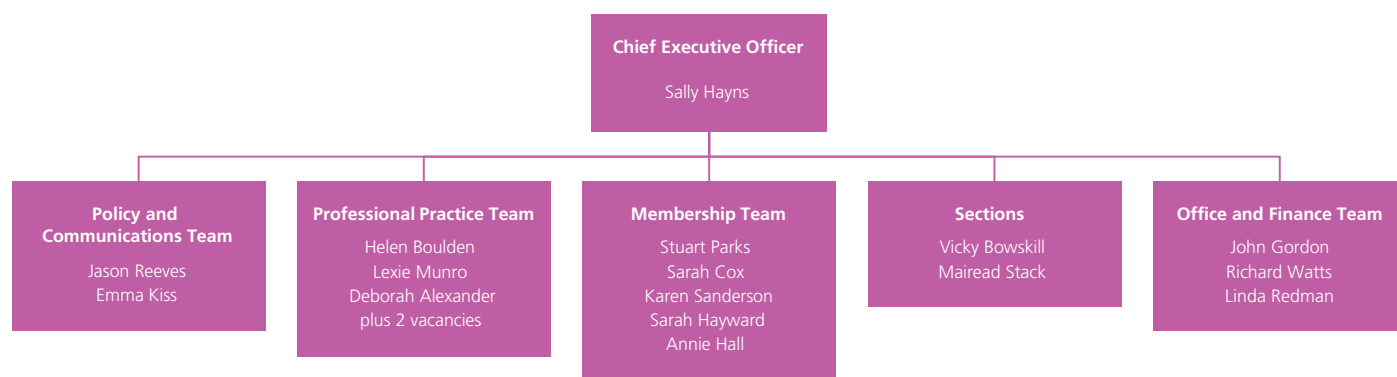 Chief Executive Officer
Sally Hayns
Policy and
Communications Team
Jason Reeves
Emma Kiss
Professional Practice Team
Helen Boulden
Lexie Munro
Deborah Alexander
plus 2 vacancies
Membership Team
Stuart Parks
Sarah Cox
Karen Sanderson
Sarah Hayward
Annie Hall
Sections
Vicky Bowskill
Mairead Stack
Office and Finance Team
John Gordon
Richard Watts
Linda Redman